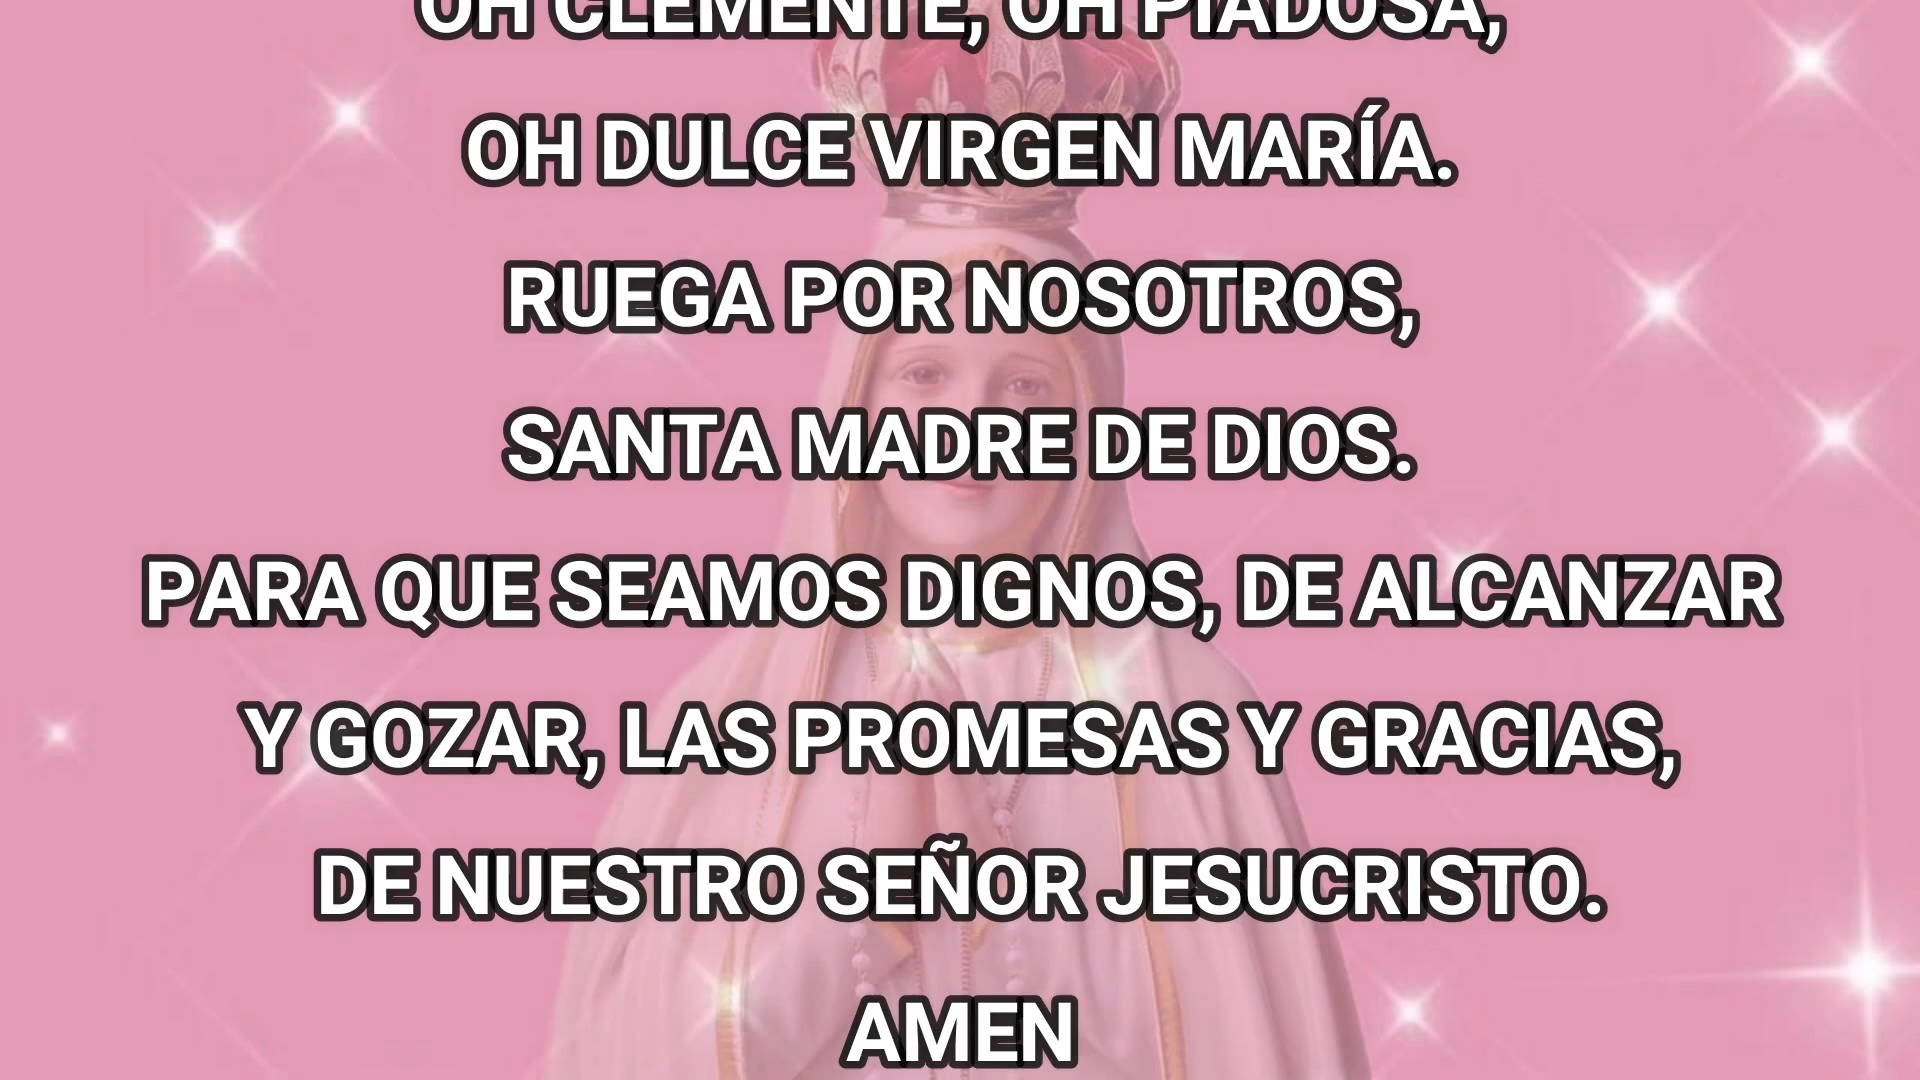 OH CLEMENTE, OH PIADOSA,
OH DULCE VIRGEN MARÍA.
RUEGA POR NOSOTROS,
SANTA MADRE DE DIOS.
PARA QUE SEAMOS DIGNOS, DE ALCANZAR
Y GOZAR, LAS PROMESAS Y GRACIAS,
DE NUESTRO SEÑOR JESUCRISTO.
AMEN